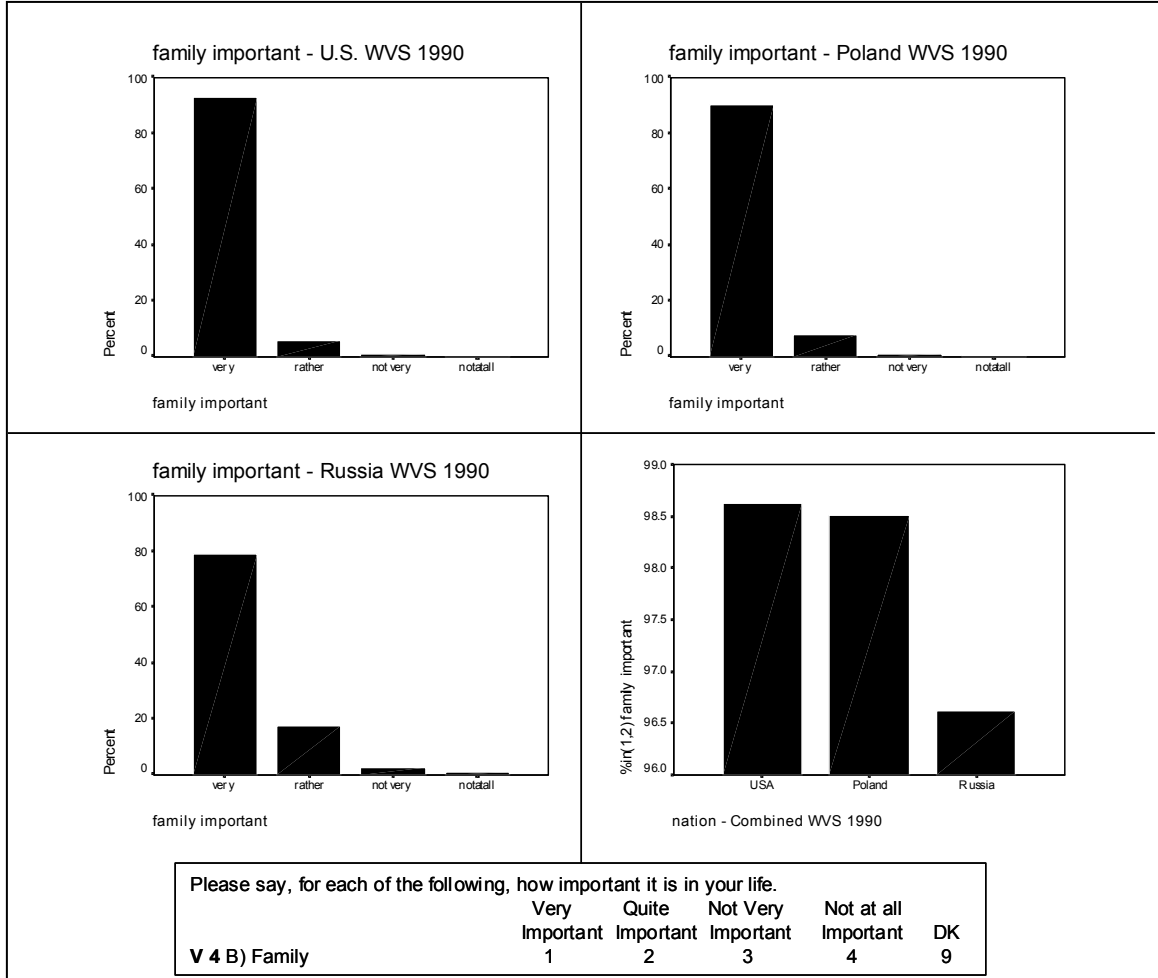 family important - U.S. WVS 1990
100
80
60
40
20
0
Percent
very rather not very notatall
family important
family important - Poland WVS 1990
100
80
60
40
20
0
Percent
very rather not very notatall
family important
family important - Russia WVS 1990
100
80
60
40
20
0
Percent
very rather not very notatall
family important
99.0
98.5
98.0
97.5
97.0
96.5
96.0
%in(1,2) family important
USA Poland Russia
nation - Combined WVS 1990
Please say, for each of the following, how important it is in your life.
Very Quite Not Very Not at all
Important Important Important Important DK
V 4 B) Family 1 2 3 4 9